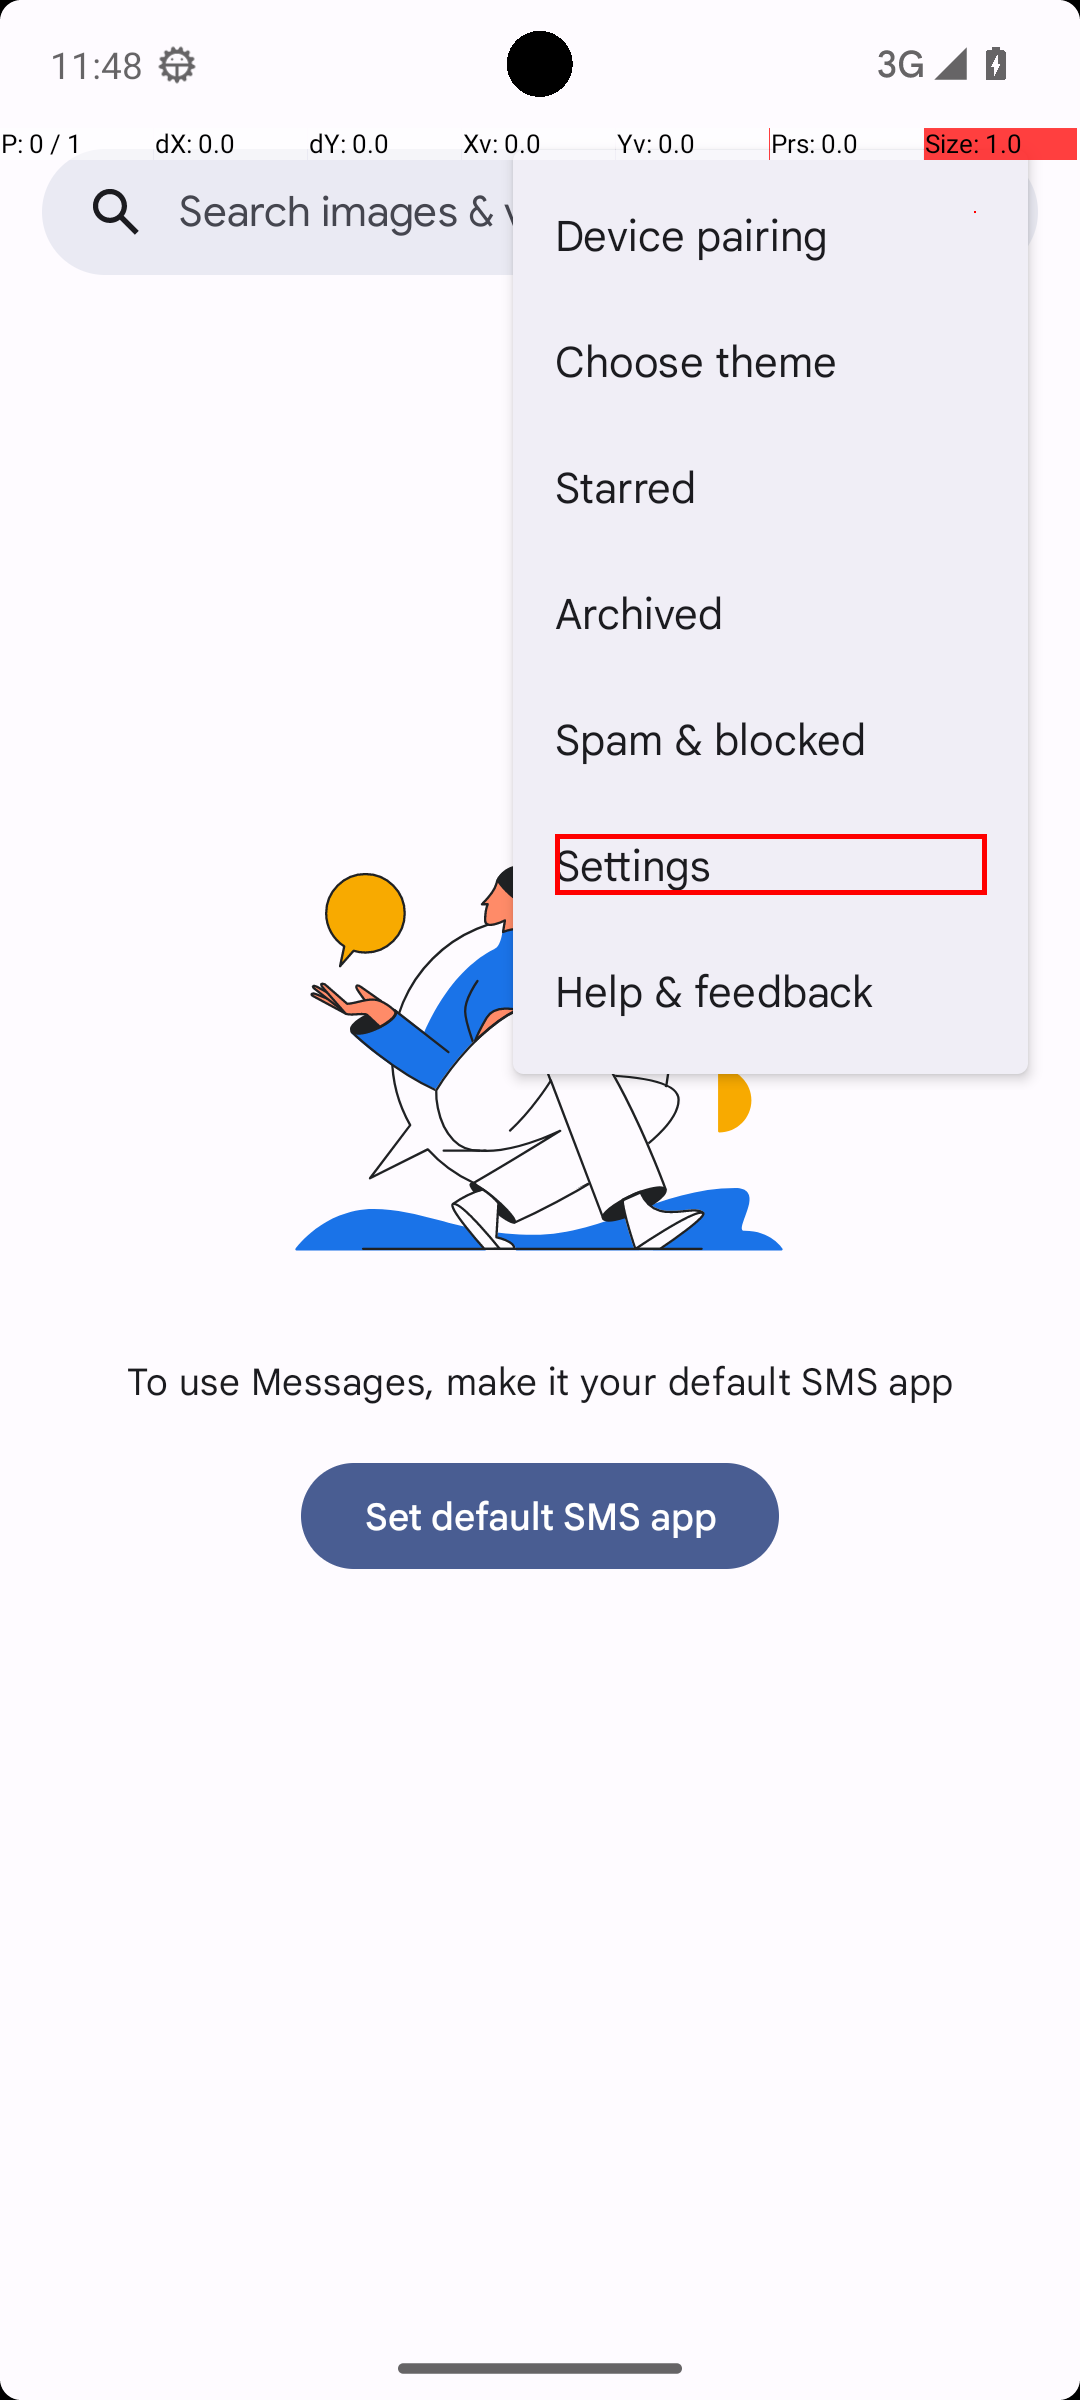 11:48
3G
P: 0 / 1 dX: 0.0 dY: 0.0 Xv: 0.0 Yv: 0.0 Prs: 0.0 Size: 1.0
Search images &
Device pairing
Choose theme
Starred
Archived
Spam & blocked
Settings
Help & feedback
To use Messages, make it your default SMS app
Set default SMS app